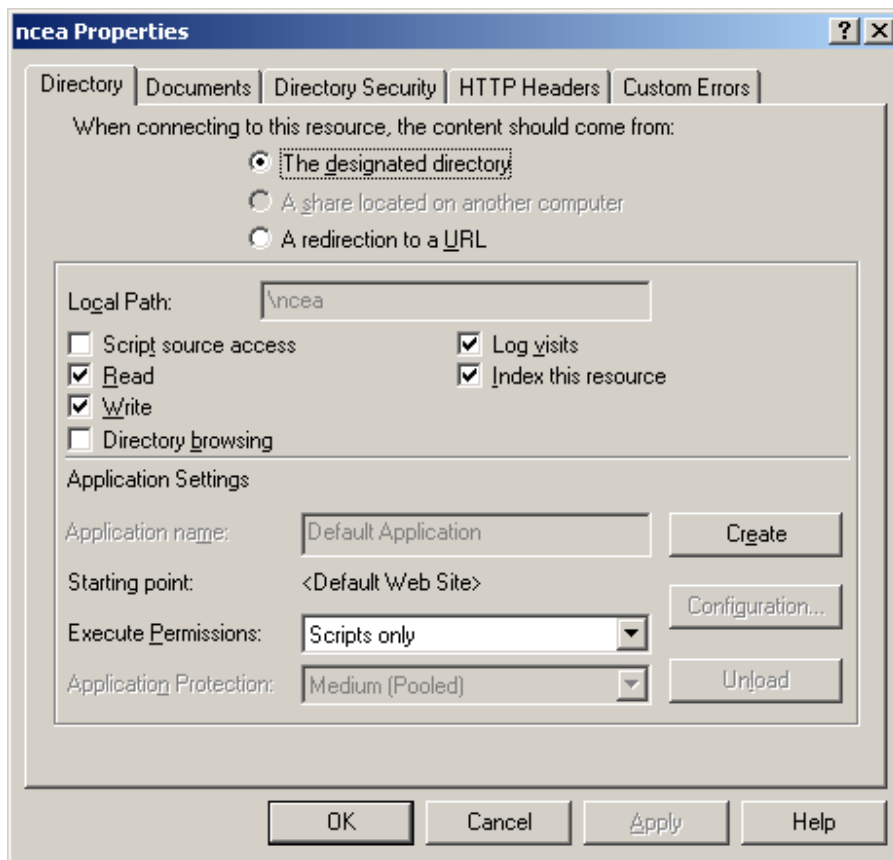 ncea Properties
Directory Documents Directory Security HTTP Headers Custom Errors
When connecting to this resource, the content should come from:
The designated directory
A share located on another computer
A redirection to a URL
Local Path: \ncea
Script source access Log visits
Read Index this resource
Write
Directory browsing
Application Settings
Application name: Default Application Create
Starting point: <Default Web Site> Configuration...
Execute Permissions: Scripts only
Application Protection: Medium (Pooled) Unload
OK Cancel Apply Help